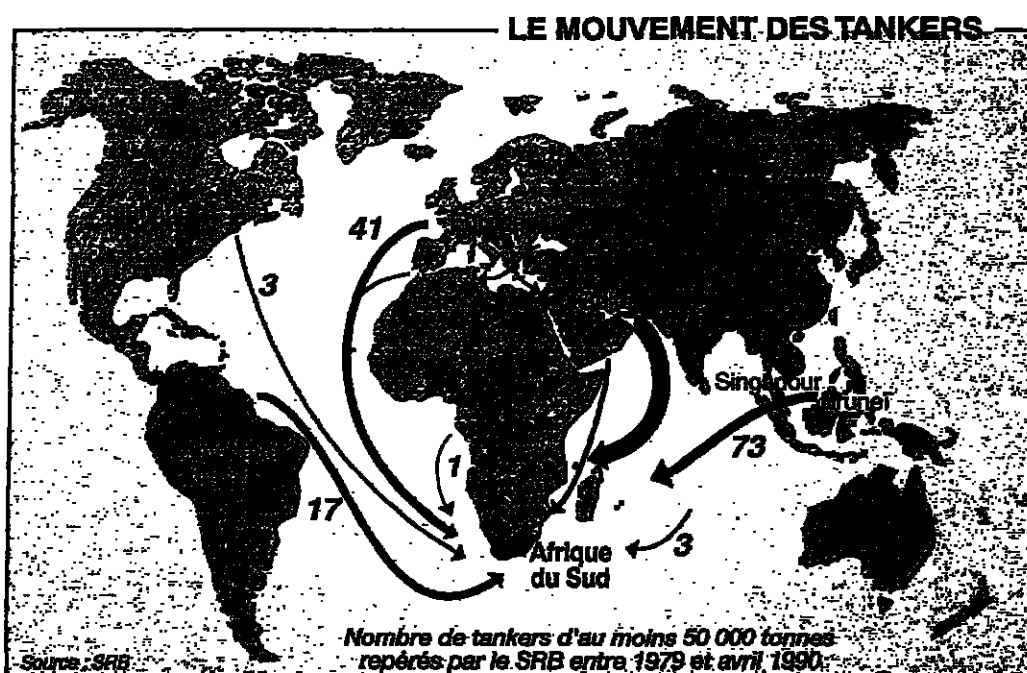 LE MOUVEMENT DES TANKERS
41
3
Singapour
Brunei
73
1
17
3
Afrique
du Sud
Nombre de tankers d'au moins 50 000 tonnes
repérés par le SRB entre 1979 et avril 1990.
Source : SRB